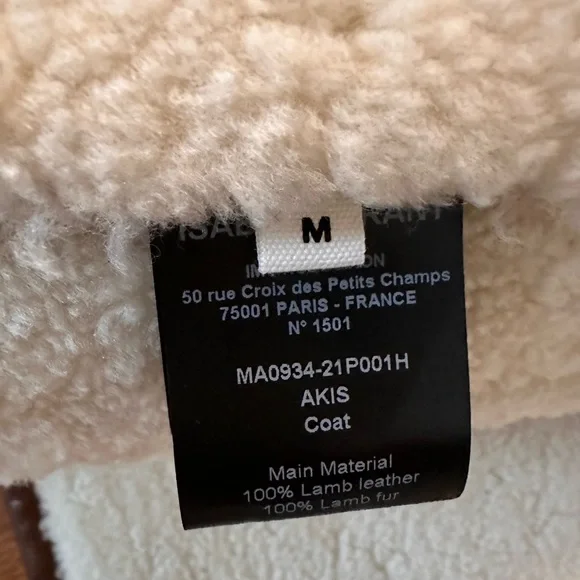 M
50 rue Croix des Petits Champs
75001 PARIS - FRANCE
N° 1501
MA0934-21P001H
AKIS
Coat
Main Material
100% Lamb leather
100% Lamb fur